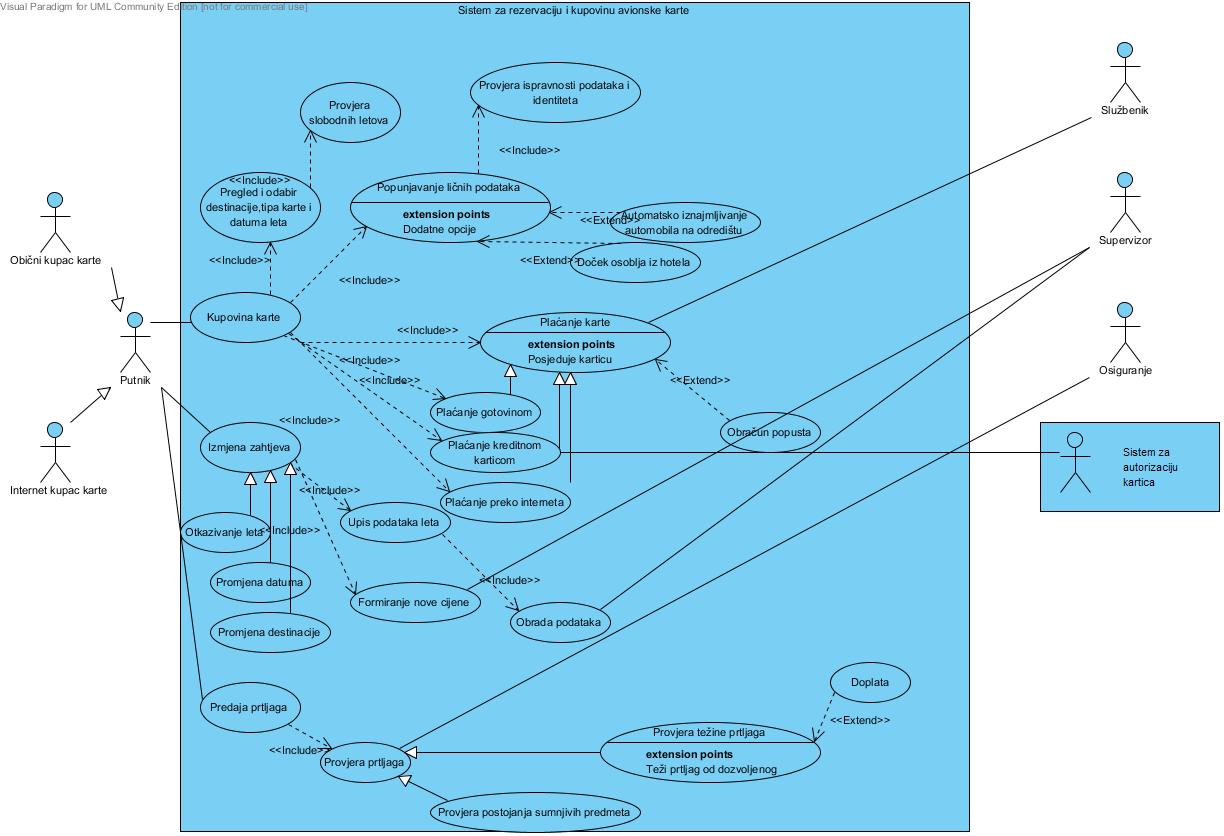 Visual Paradigm for UML Community Edition [not for commercial use]
Sistem za rezervaciju i kupovinu avionske karte
Službenik
Provjera ispravnosti podataka i
identiteta
Provjera
slobodnih letova
<<Include>>
<<Include>>
Pregled i odabir
destinacije,tipa karte i
datuma leta
Popunjavanje ličnih podataka
extension points
Dodatne opcije
<<Extend>>
Automatsko iznajmljivanje
automobila na odredištu
Supervizor
Obični kupac karte
<<Include>>
<<Extend>>
Doček osoblja iz hotela
<<Include>>
Kupovina karte
<<Include>>
Plaćanje karte
extension points
Posjeduje karticu
<<Include>>
<<Include>>
<<Extend>>
Putnik
Osiguranje
Plaćanje gotovinom
<<Include>>
Obračun popusta
Izmjena zahtjeva
Plaćanje kreditnom
karticom
Sistem za
autorizaciju
kartica
Internet kupac karte
<<Include>>
Plaćanje preko interneta
Otkazivanje leta
<<Include>>
Upis podataka leta
Promjena datuma
<<Include>>
Formiranje nove cijene
Obrada podataka
Promjena destinacije
Doplata
Predaja prtljaga
<<Extend>>
Provjera težine prtljaga
extension points
Teži prtljag od dozvoljenog
<<Include>>
Provjera prtljaga
Provjera postojanja sumnjivih predmeta